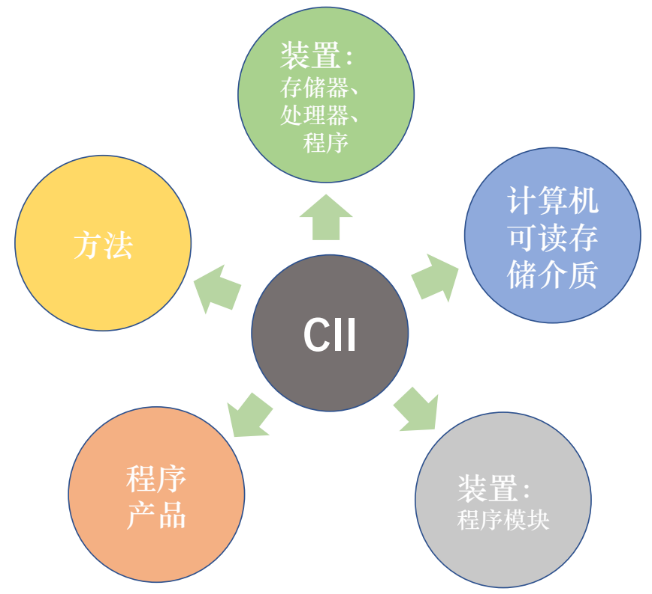 装置：
存储器、
处理器、
程序
计算机
可读存
储介质
方法
CII
程序
产品
装置：
程序模块